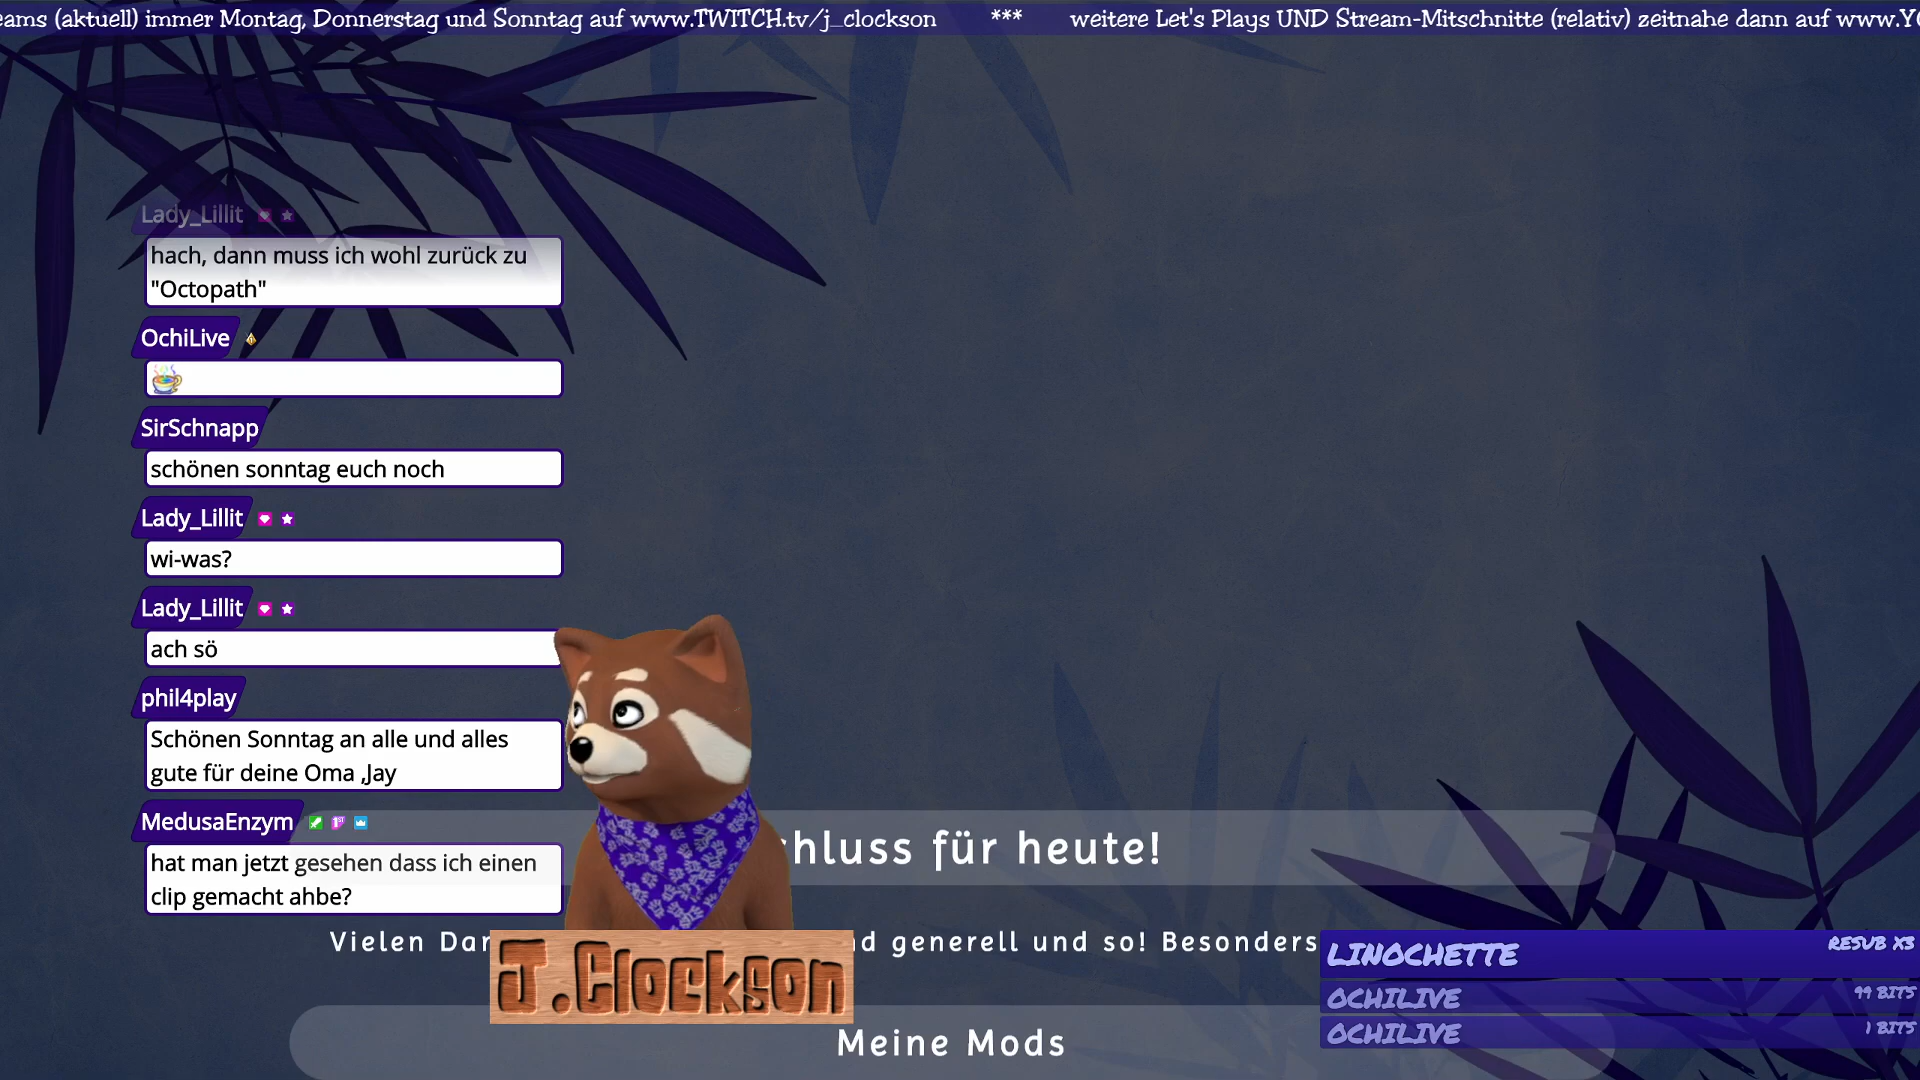 (aktuell) immer Montag, Donnerstag und Sonntag auf www.TWITCH.tv/j_clockson *** weitere Let's Plays UND Stream-Mitschnitte (relativ) zeitnahe dann auf
Lady_Lillit
hach, dann muss ich wohl zurück zu
"Octopath"
OchiLive
SirSchnapp
schönen sonntag euch noch
Lady_Lillit
wi-was?
Lady_Lillit
ach sö
phil4play
Schönen Sonntag an alle und alles
gute für deine Oma ,Jay
MedusaEnzym
hat man jetzt gesehen dass ich einen
clip gemacht ahbe?
für heute!
Vielen generell und so! Besonders
J.Clockson
Meine Mods
LINOCHETTE RESUB X3
OCHILIVE 99 BITS
OCHILIVE 1 BITS